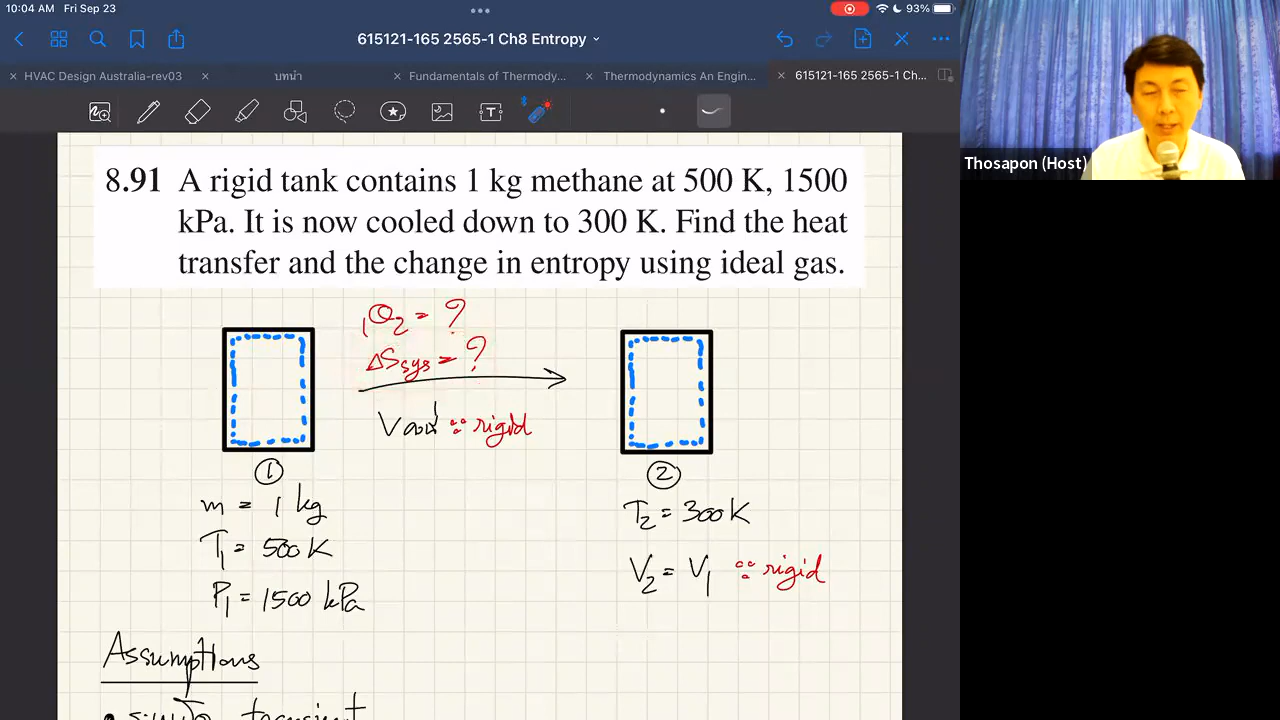 10:04 AM Fri Sep 23
93%
615121-165 2565-1 Ch8 Entropy
HVAC Design Australia-rev03
บทนำ
Fundamentals of Thermody...
Thermodynamics An Engin...
615121-165 2565-1 Ch...
Thosapon (Host)
8.91 A rigid tank contains 1 kg methane at 500 K, 1500
kPa. It is now cooled down to 300 K. Find the heat
transfer and the change in entropy using ideal gas.
₁Q₂ = ?
ΔSsys = ?
∵ rigid
① ②
m = 1 kg
T₁ = 500 K
P₁ = 1500 kPa
T₂ = 300 K
V₂ = V₁ ∵ rigid
Assumptions
transient